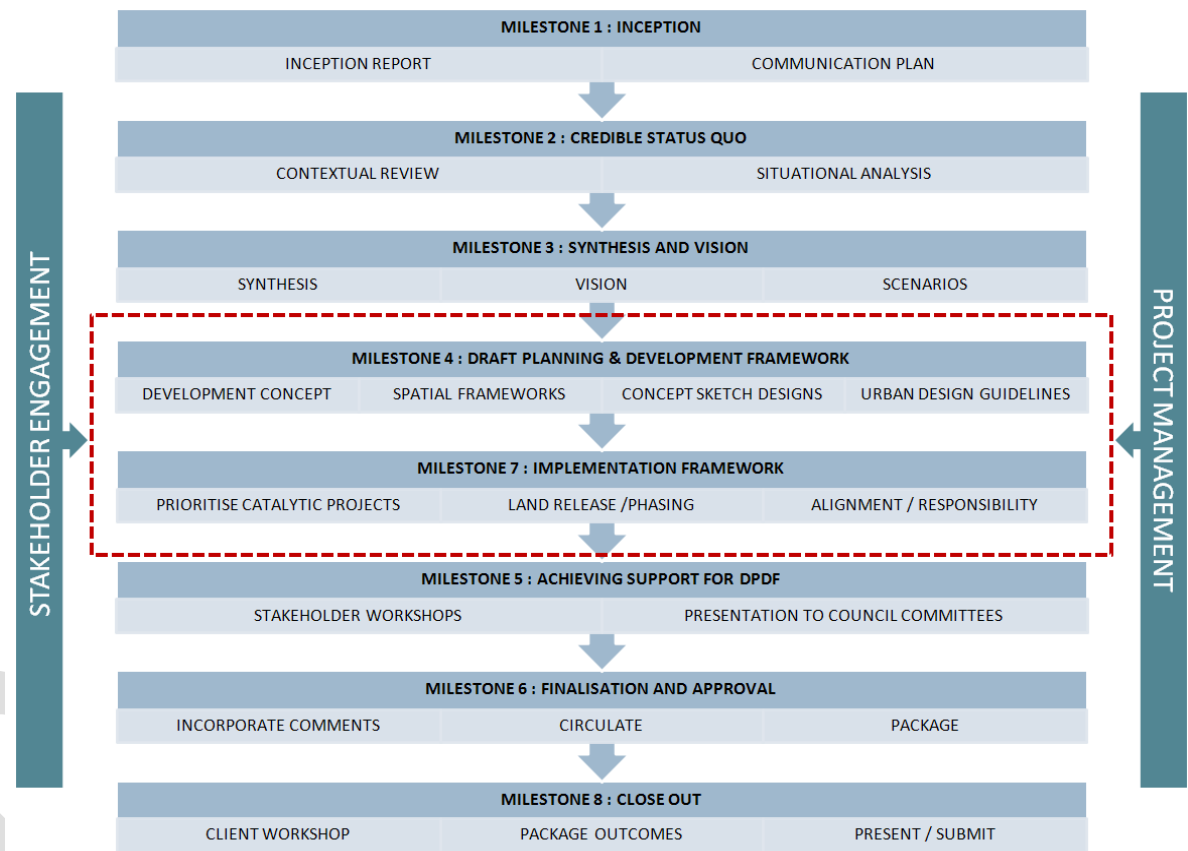 MILESTONE 1 : INCEPTION
INCEPTION REPORT
COMMUNICATION PLAN
MILESTONE 2 : CREDIBLE STATUS QUO
CONTEXTUAL REVIEW
SITUATIONAL ANALYSIS
MILESTONE 3 : SYNTHESIS AND VISION
SYNTHESIS
VISION
SCENARIOS
MILESTONE 4 : DRAFT PLANNING & DEVELOPMENT FRAMEWORK
DEVELOPMENT CONCEPT
SPATIAL FRAMEWORKS
CONCEPT SKETCH DESIGNS
URBAN DESIGN GUIDELINES
MILESTONE 7 : IMPLEMENTATION FRAMEWORK
PRIORITISE CATALYTIC PROJECTS
LAND RELEASE /PHASING
ALIGNMENT / RESPONSIBILITY
MILESTONE 5 : ACHIEVING SUPPORT FOR DPDF
STAKEHOLDER WORKSHOPS
PRESENTATION TO COUNCIL COMMITTEES
MILESTONE 6 : FINALISATION AND APPROVAL
INCORPORATE COMMENTS
CIRCULATE
PACKAGE
MILESTONE 8 : CLOSE OUT
CLIENT WORKSHOP
PACKAGE OUTCOMES
PRESENT / SUBMIT
STAKEHOLDER ENGAGEMENT
PROJECT MANAGEMENT